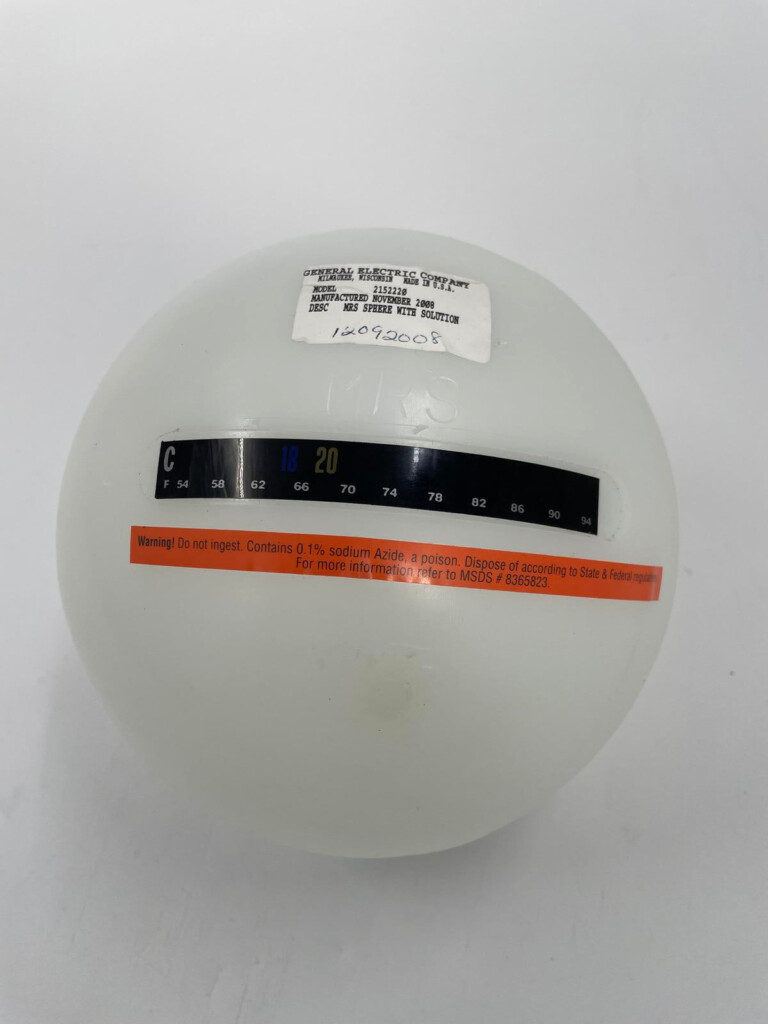 GENERAL ELECTRIC COMPANY
MILWAUKEE, WISCONSIN MADE IN U.S.A.
MODEL 2152220
MANUFACTURED NOVEMBER 2008
DESC MRS SPHERE WITH SOLUTION
12092008
MRS
C 18 20
F 54 58 62 66 70 74 78 82 86 90 94
Warning! Do not ingest. Contains 0.1% sodium Azide, a poison. Dispose of according to State & Federal regulation
For more information refer to MSDS # 8365823.